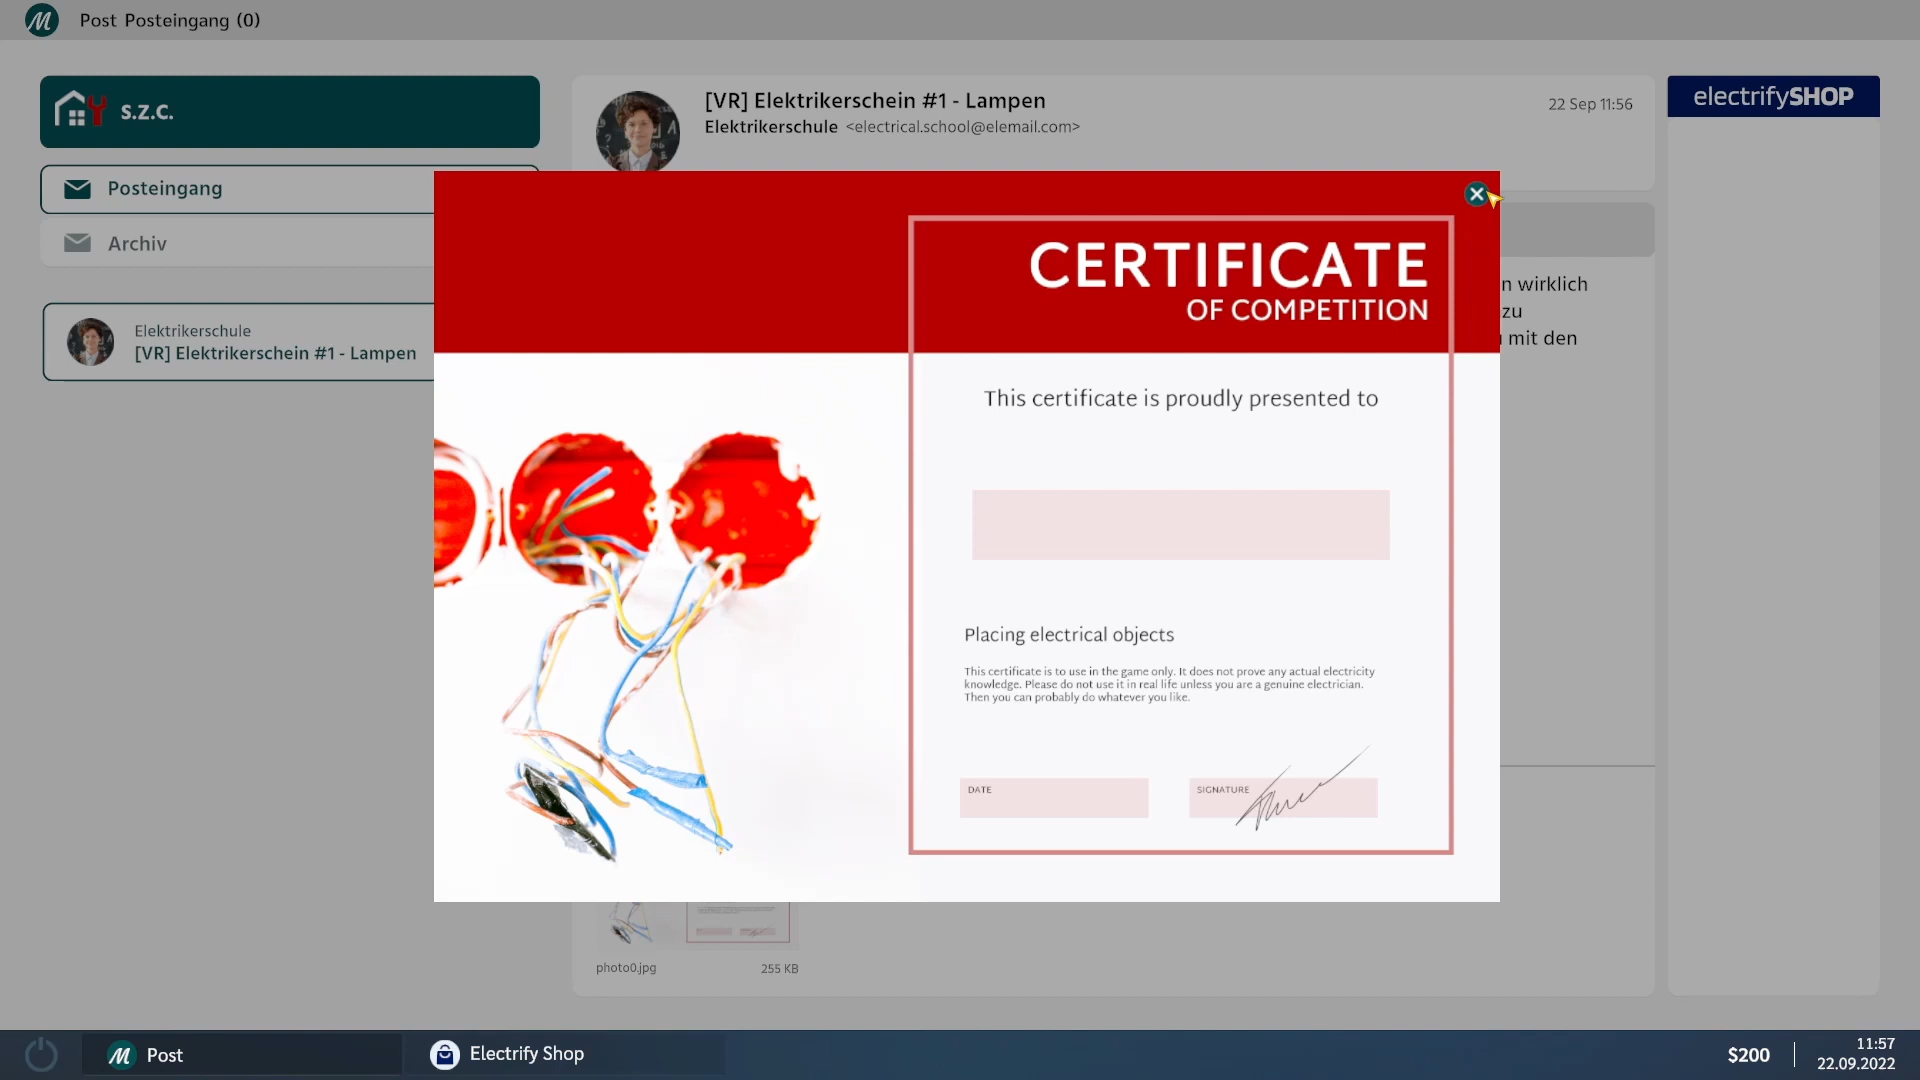 Post Posteingang (0)
S.Z.C.
Posteingang
Archiv
Elektrikerschule
[VR] Elektrikerschein #1 - Lampen
[VR] Elektrikerschein #1 - Lampen
22 Sep 11:56
Elektrikerschule <electrical.school@elemail.com>
electrifySHOP
n wirklich
zu
mit den
CERTIFICATE
OF COMPETITION
This certificate is proudly presented to
Placing electrical objects
This certificate is to use in the game only. It does not prove any actual electricity
knowledge. Please do not use it in real life unless you are a genuine electrician.
Then you can probably do whatever you like.
DATE
SIGNATURE
photo0.jpg
255 KB
Post
Electrify Shop
$200
11:57
22.09.2022